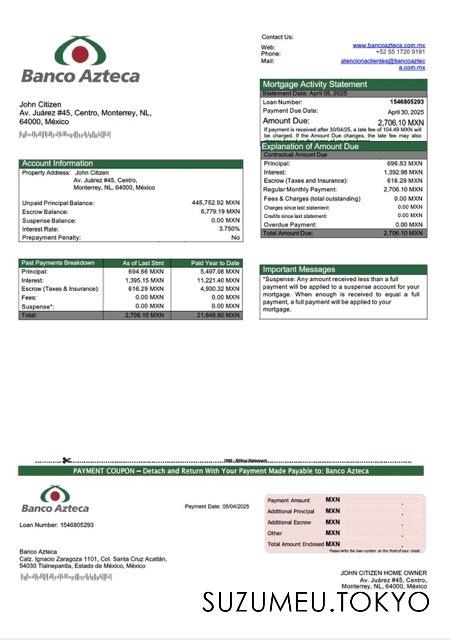 Banco Azteca
Contact Us:
Web: www.bancoazteca.com.mx
Phone: +52 55 1720 9191
Mail: atencionaclientes@bancoaztec
a.com.mx
John Citizen
Av. Juárez #45, Centro, Monterrey, NL,
64000, México
Mortgage Activity Statement
Statement Date: April 05, 2025
Loan Number: 1546805293
Payment Due Date: April 30, 2025
Amount Due: 2,706.10 MXN
If payment is received after 30/04/25, a late fee of 104.49 MXN will
be charged. If the Amount Due changes, the late fee may also
Explanation of Amount Due
Contractual Amount Due
Principal: 696.83 MXN
Interest: 1,392.98 MXN
Escrow (Taxes and Insurance): 616.29 MXN
Regular Monthly Payment: 2,706.10 MXN
Fees & Charges (total outstanding) 0.00 MXN
Charges since last statement: 0.00 MXN
Credits since last statement: 0.00 MXN
Overdue Payment: 0.00 MXN
Total Amount Due: 2,706.10 MXN
Account Information
Property Address: John Citizen
Av. Juárez #45, Centro,
Monterrey, NL, 64000, México
Unpaid Principal Balance: 445,752.92 MXN
Escrow Balance: 6,779.19 MXN
Suspense Balance: 0.00 MXN
Interest Rate: 3.750%
Prepayment Penalty: No
Past Payments Breakdown As of Last Stmt Paid Year to Date
Principal: 694.66 MXN 5,497.08 MXN
Interest: 1,395.15 MXN 11,221.40 MXN
Escrow (Taxes & Insurance): 616.29 MXN 4,930.32 MXN
Fees: 0.00 MXN 0.00 MXN
Suspense*: 0.00 MXN 0.00 MXN
Total: 2,706.10 MXN 21,648.80 MXN
Important Messages
*Suspense: Any amount received less than a full
payment will be applied to a suspense account for your
mortgage. When enough is received to equal a full
payment, a full payment will be applied to your
mortgage.
PAYMENT COUPON – Detach and Return With Your Payment Made Payable to: Banco Azteca
Banco Azteca
Payment Date: 05/04/2025
Loan Number: 1546805293
Payment Amount MXN .
Additional Principal MXN .
Additional Escrow MXN .
Other MXN .
Total Amount Enclosed MXN .
Please write the loan number on the front of your check.
Banco Azteca
Calz. Ignacio Zaragoza 1101, Col. Santa Cruz Acatlán,
54030 Tlalnepantla, Estado de México, México
JOHN CITIZEN HOME OWNER
Av. Juárez #45, Centro,
Monterrey, NL, 64000, México
SUZUMEU.TOKYO